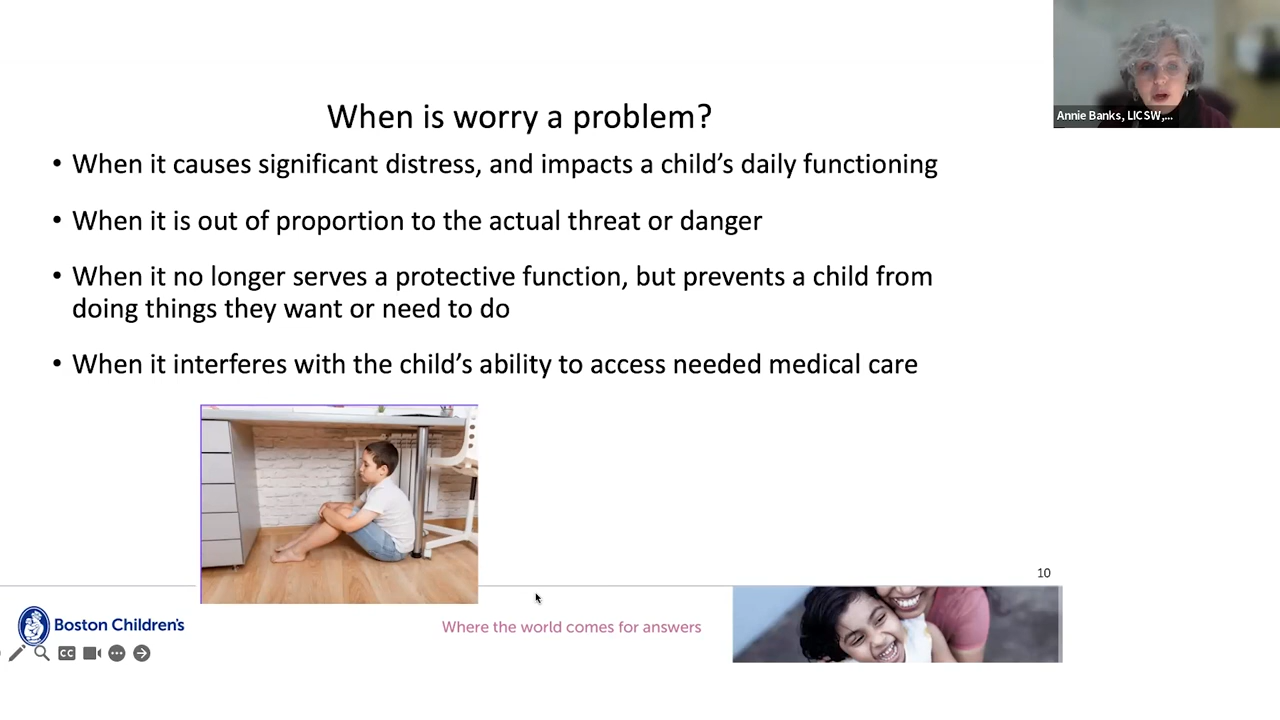 Annie Banks, LICSW,...
When is worry a problem?
• When it causes significant distress, and impacts a child’s daily functioning
• When it is out of proportion to the actual threat or danger
• When it no longer serves a protective function, but prevents a child from
doing things they want or need to do
• When it interferes with the child’s ability to access needed medical care
10
Boston Children's
Where the world comes for answers
CC